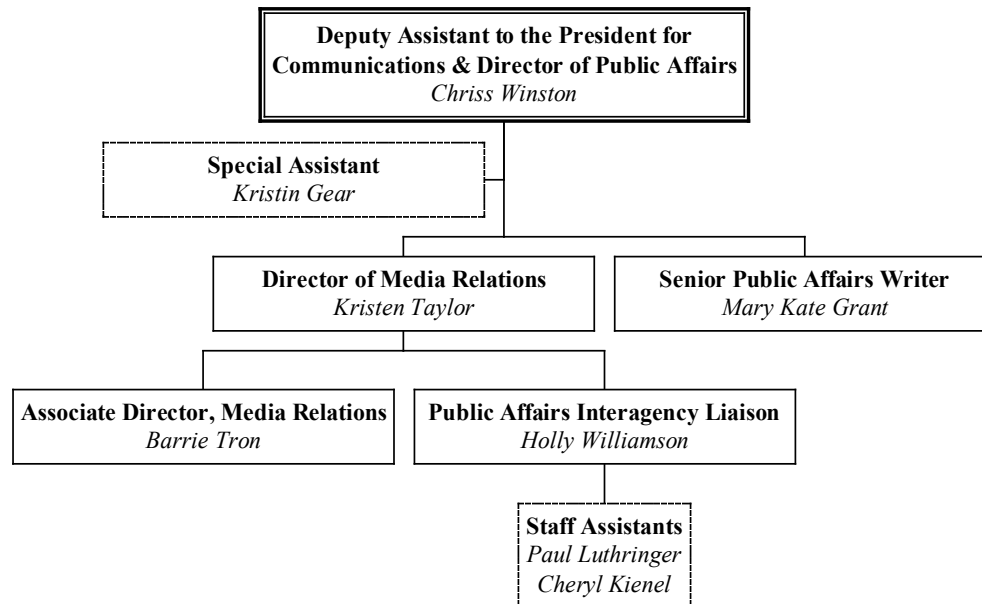 Deputy Assistant to the President for
Communications & Director of Public Affairs
Chriss Winston
Special Assistant
Kristin Gear
Director of Media Relations
Kristen Taylor
Senior Public Affairs Writer
Mary Kate Grant
Associate Director, Media Relations
Barrie Tron
Public Affairs Interagency Liaison
Holly Williamson
Staff Assistants
Paul Luthringer
Cheryl Kienel